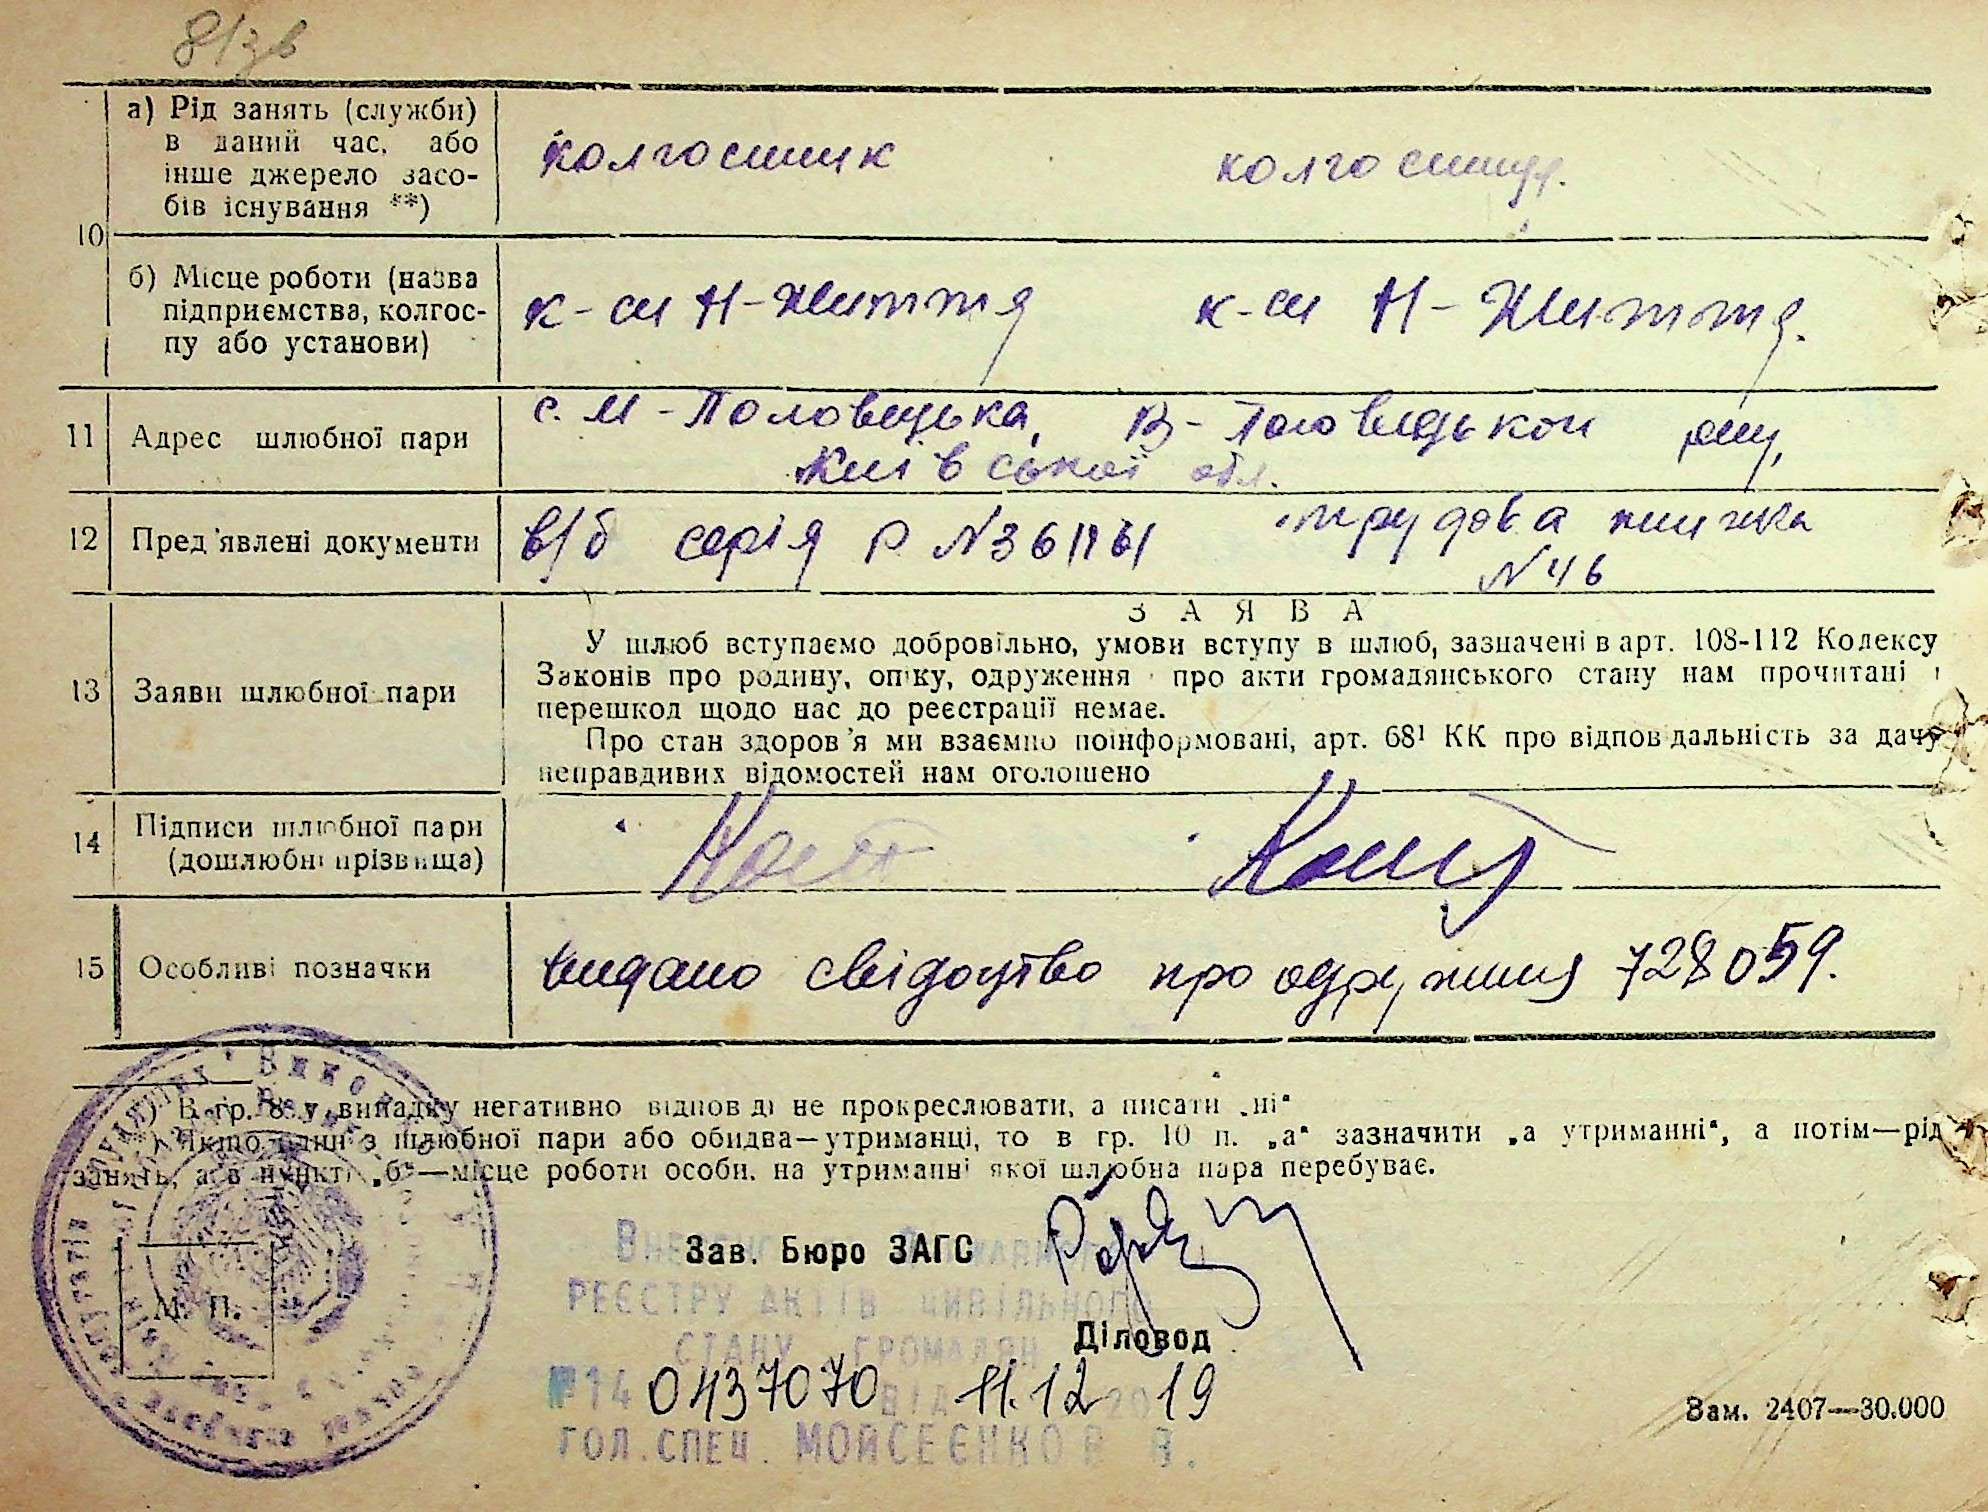 81зв
10
а) Рід занять (служби)
в даний час, або
інше джерело засо-
бів існування **)
колгоспник
колгоспниця.
б) Місце роботи (назва
підприємства, колгос-
пу або установи)
к-сп Н-Життя
к-сп Н-Життя.
11
Адрес шлюбної пари
с. М-Половецька, В-Половецького р-ну,
Київської обл.
12
Пред'явлені документи
в/б серія Р №
трудова книжка
№ 46
13
Заяви шлюбної пари
ЗАЯВА
У шлюб вступаємо добровільно, умови вступу в шлюб, зазначені в арт. 108-112 Кодексу
Законів про родину, опіку, одруження і про акти громадянського стану нам прочитані і
перешкод щодо нас до реєстрації немає.
Про стан здоров'я ми взаємно поінформовані, арт. 68¹ КК про відповідальність за дачу
неправдивих відомостей нам оголошено
14
Підписи шлюбної пари
(дошлюбні прізвища)
15
Особливі позначки
видано свідоцтво про одруження 728059.
*) В гр. 8 у випадку негативно відповіді не прокреслювати, а писати „ні“
**) Якщо один з шлюбної пари або обидва—утриманці, то в гр. 10 п. „а“ зазначити „а утриманні“, а потім—рід
занять, а в пункті „б“—місце роботи особи, на утриманні якої шлюбна пара перебуває.
М. П.
Зав. Бюро ЗАГС
РЕЄСТРУ АКТІВ ЦИВІЛЬНОГО
СТАНУ ГРОМАДЯН
Діловод
№14 0437070 ВІД 11.12 2019
ГОЛ. СПЕЦ. МОЙСЕЄНКО В. В.
Зам. 2407—30.000